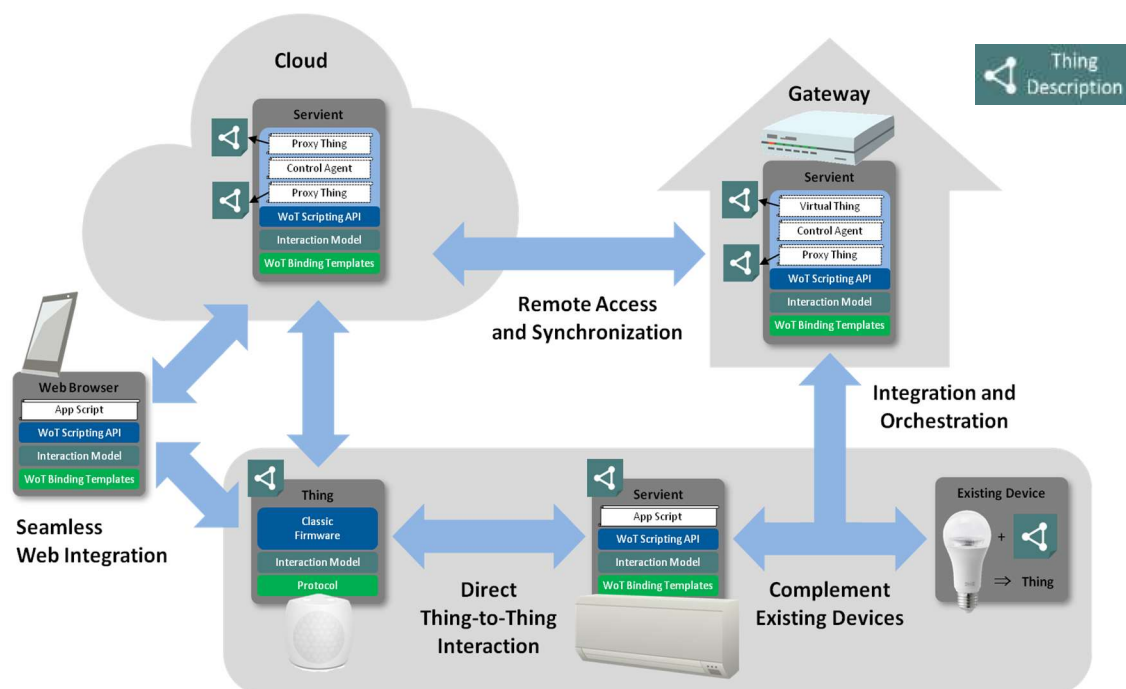 Cloud
Servient
Proxy Thing
Control Agent
Proxy Thing
WoT Scripting API
Interaction Model
WoT Binding Templates
Gateway
Servient
Virtual Thing
Control Agent
Proxy Thing
WoT Scripting API
Interaction Model
WoT Binding Templates
Thing
Description
Remote Access
and Synchronization
Web Browser
App Script
WoT Scripting API
Interaction Model
WoT Binding Templates
Seamless
Web Integration
Integration and
Orchestration
Thing
Classic
Firmware
Interaction Model
Protocol
Direct
Thing-to-Thing
Interaction
Servient
App Script
WoT Scripting API
Interaction Model
WoT Binding Templates
Complement
Existing Devices
Existing Device
+
⇒ Thing